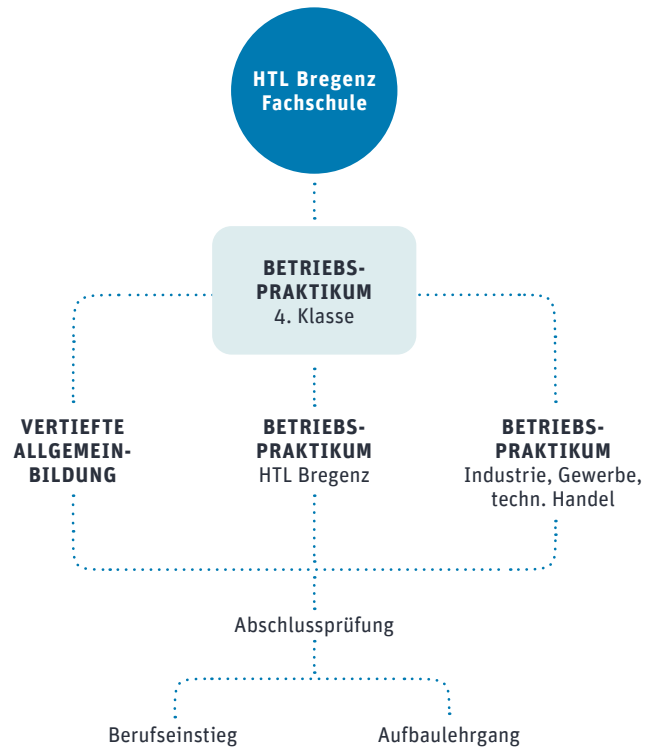 HTL Bregenz
Fachschule
BETRIEBS-
PRAKTIKUM
4. Klasse
VERTIEFTE
ALLGEMEIN-
BILDUNG
BETRIEBS-
PRAKTIKUM
HTL Bregenz
BETRIEBS-
PRAKTIKUM
Industrie, Gewerbe,
techn. Handel
Abschlussprüfung
Berufseinstieg
Aufbaulehrgang